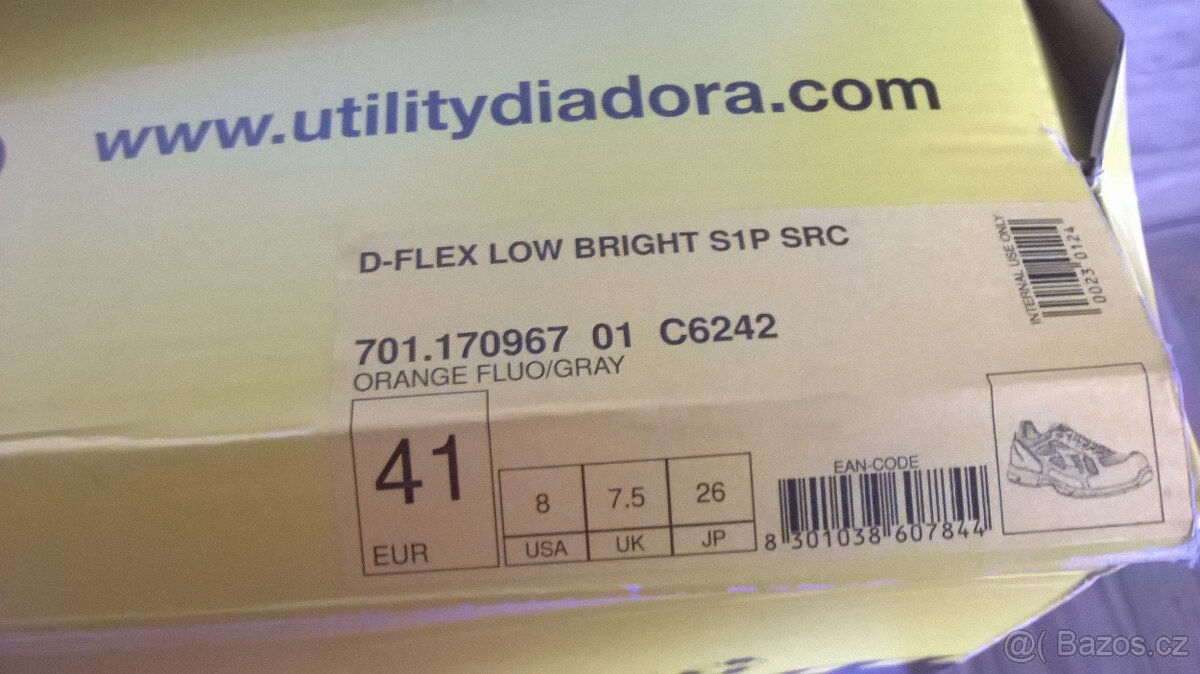 www.utilitydiadora.com
D-FLEX LOW BRIGHT S1P SRC
INTERNAL USE ONLY
0023 0124
701.170967 01 C6242
ORANGE FLUO/GRAY
41
EUR
8
USA
7.5
UK
26
JP
EAN-CODE
8 301038 607844
@( Bazos.cz